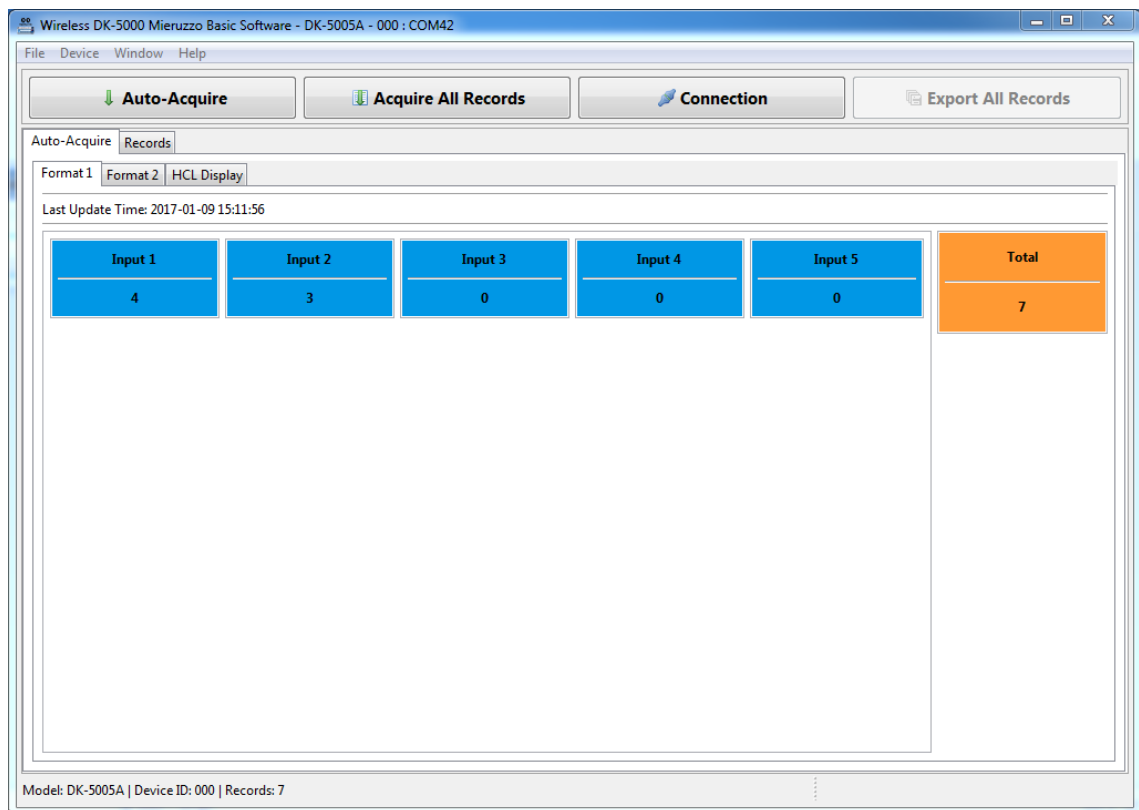 Wireless DK-5000 Mieruzzo Basic Software - DK-5005A - 000 : COM42
File Device Window Help
Auto-Acquire Acquire All Records Connection Export All Records
Auto-Acquire Records
Format 1 Format 2 HCL Display
Last Update Time: 2017-01-09 15:11:56
Input 1 Input 2 Input 3 Input 4 Input 5 Total
4 3 0 0 0 7
Model: DK-5005A | Device ID: 000 | Records: 7